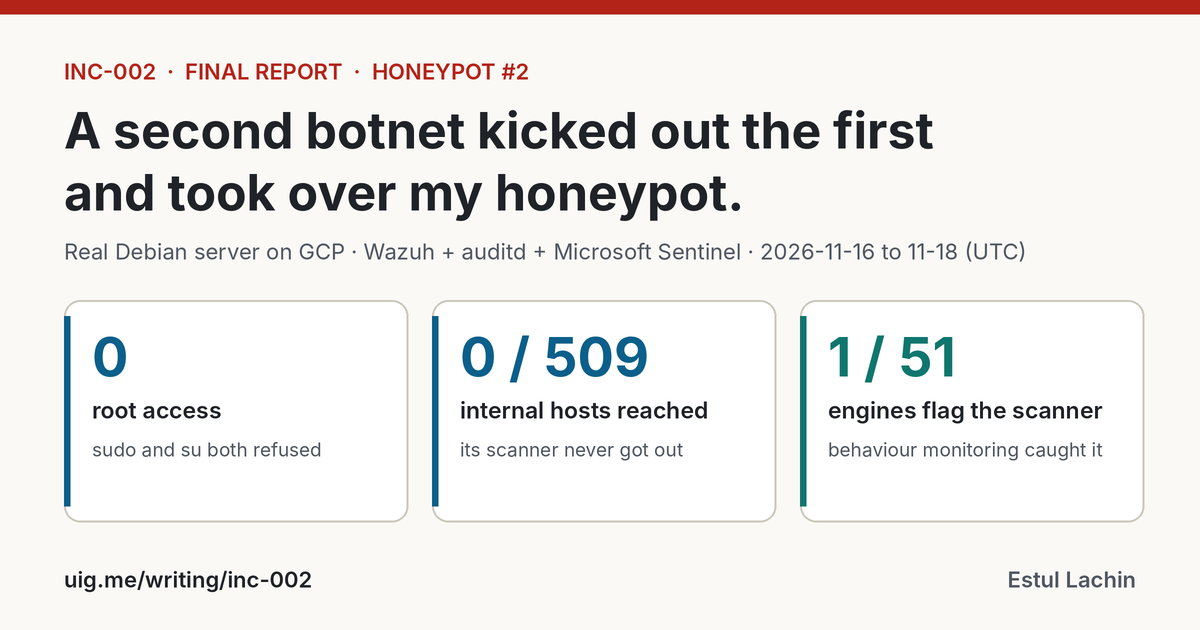 INC-002 · FINAL REPORT · HONEYPOT #2
A second botnet kicked out the first
and took over my honeypot.
Real Debian server on GCP · Wazuh + auditd + Microsoft Sentinel · 2026-11-16 to 11-18 (UTC)
0
root access
sudo and su both refused
0 / 509
internal hosts reached
its scanner never got out
1 / 51
engines flag the scanner
behaviour monitoring caught it
uig.me/writing/inc-002
Estul Lachin